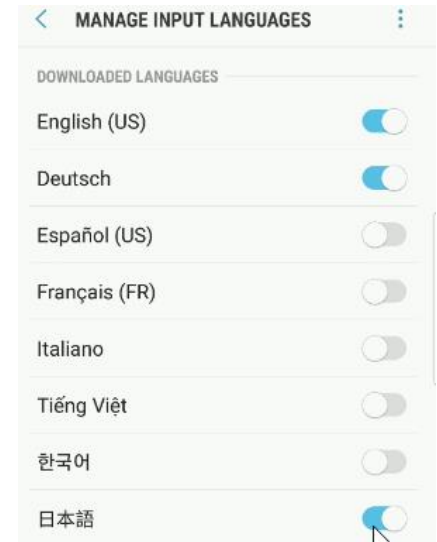 MANAGE INPUT LANGUAGES
DOWNLOADED LANGUAGES
English (US)
Deutsch
Español (US)
Français (FR)
Italiano
Tiếng Việt
한국어
日本語